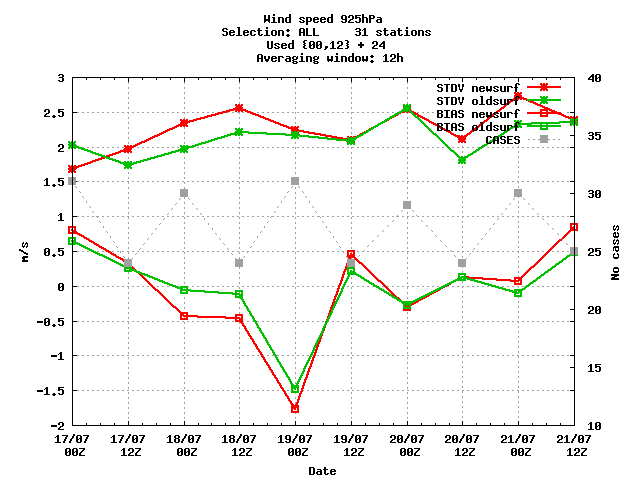 Wind speed 925hPa
Selection: ALL 31 stations
Used {00,12} + 24
Averaging window: 12h
STDV newsurf
STDV oldsurf
BIAS newsurf
BIAS oldsurf
CASES
m/s
3
2.5
2
1.5
1
0.5
0
-0.5
-1
-1.5
-2
No cases
40
35
30
25
20
15
10
17/07 17/07 18/07 18/07 19/07 19/07 20/07 20/07 21/07 21/07
00Z 12Z 00Z 12Z 00Z 12Z 00Z 12Z 00Z 12Z
Date